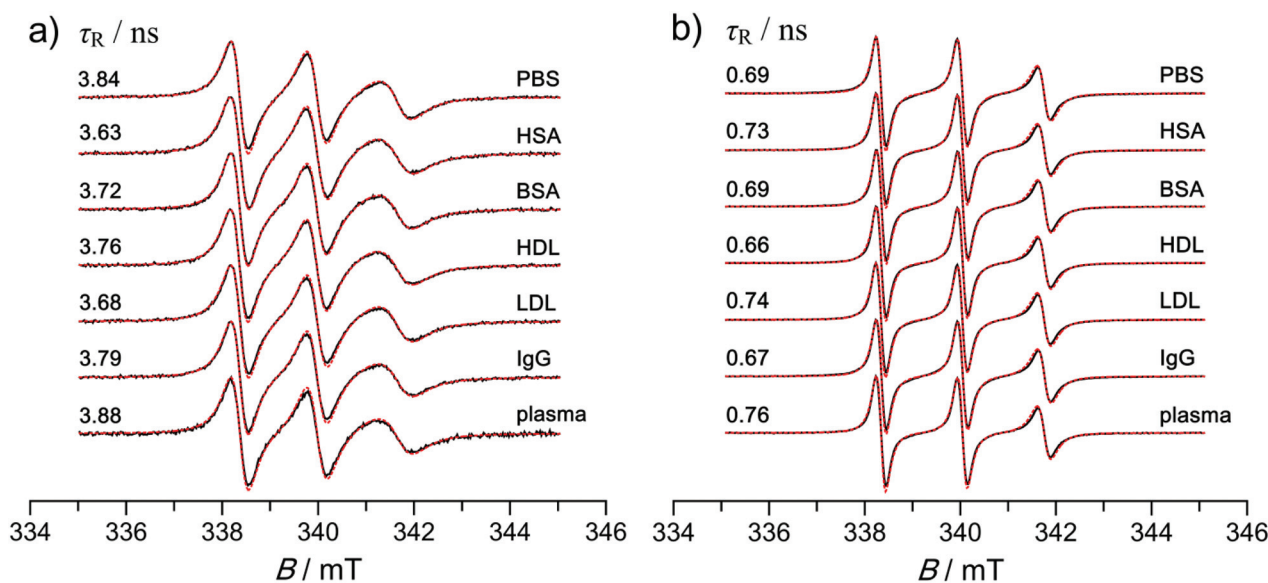 a) τR / ns
3.84 PBS
3.63 HSA
3.72 BSA
3.76 HDL
3.68 LDL
3.79 IgG
3.88 plasma
334 336 338 340 342 344 346
B / mT
b) τR / ns
0.69 PBS
0.73 HSA
0.69 BSA
0.66 HDL
0.74 LDL
0.67 IgG
0.76 plasma
334 336 338 340 342 344 346
B / mT